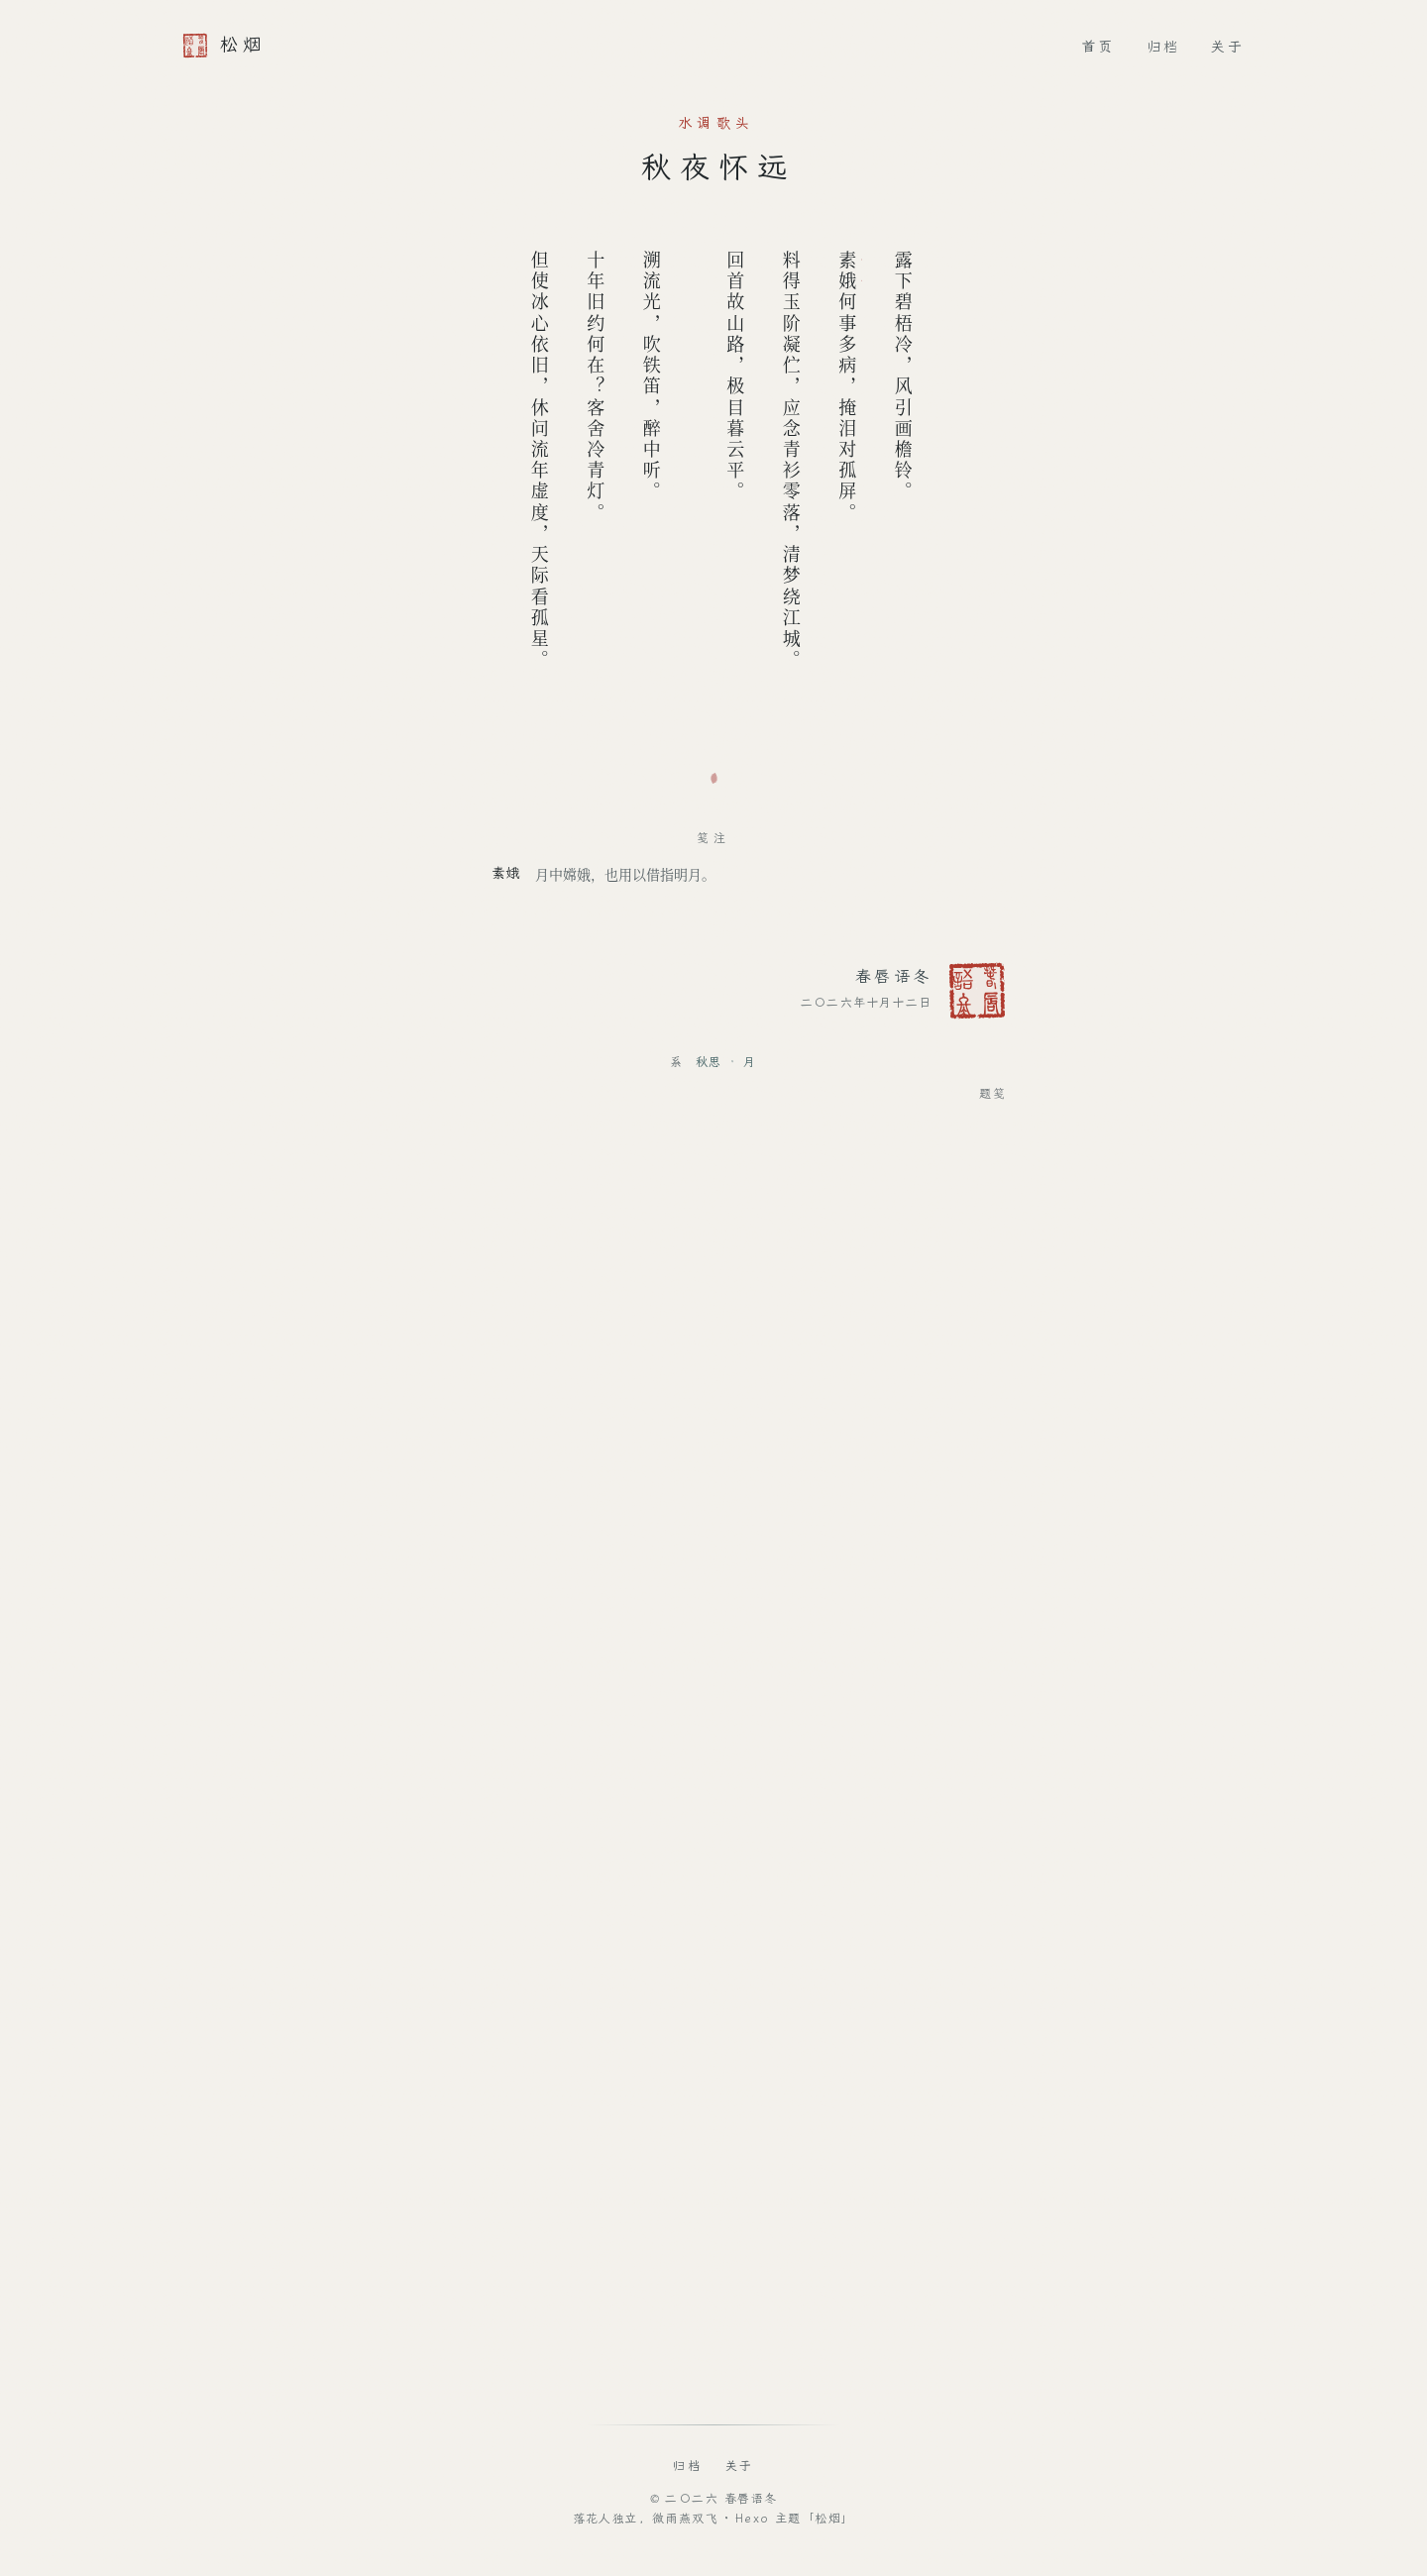 松烟
首页 归档 关于
水调歌头
秋夜怀远
露下碧梧冷，风引画檐铃。
素娥何事多病，掩泪对孤屏。
料得玉阶凝伫，应念青衫零落，清梦绕江城。
回首故山路，极目暮云平。
溯流光，吹铁笛，醉中听。
十年旧约何在？客舍冷青灯。
但使冰心依旧，休问流年虚度，天际看孤星。
笺注
素娥 月中嫦娥，也用以借指明月。
春唇语冬
二〇二六年十月十二日
系 秋思 · 月
题笺
归档 关于
© 二〇二六 春唇语冬
落花人独立，微雨燕双飞 · Hexo 主题「松烟」